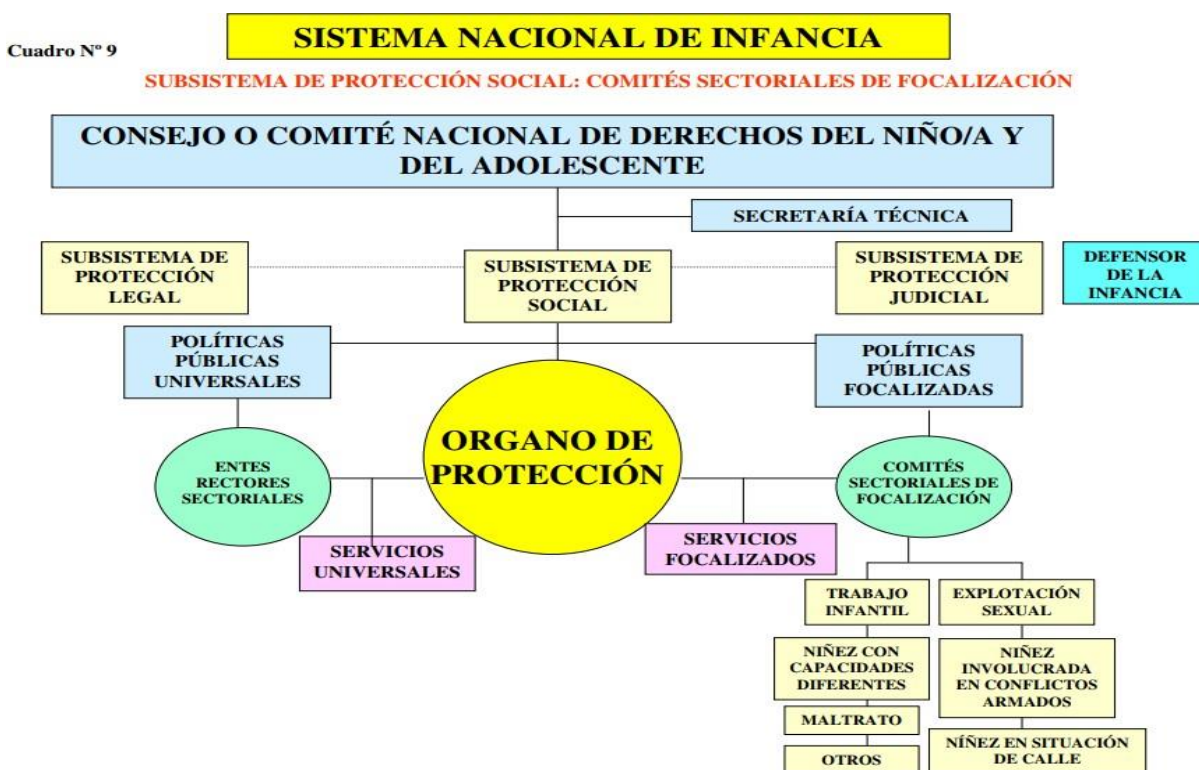 Cuadro Nº 9
SISTEMA NACIONAL DE INFANCIA
SUBSISTEMA DE PROTECCIÓN SOCIAL: COMITÉS SECTORIALES DE FOCALIZACIÓN
CONSEJO O COMITÉ NACIONAL DE DERECHOS DEL NIÑO/A Y
DEL ADOLESCENTE
SECRETARÍA TÉCNICA
SUBSISTEMA DE
PROTECCIÓN
LEGAL
SUBSISTEMA DE
PROTECCIÓN
SOCIAL
SUBSISTEMA DE
PROTECCIÓN
JUDICIAL
DEFENSOR
DE LA
INFANCIA
POLÍTICAS
PÚBLICAS
UNIVERSALES
POLÍTICAS
PÚBLICAS
FOCALIZADAS
ENTES
RECTORES
SECTORIALES
ORGANO DE
PROTECCIÓN
COMITÉS
SECTORIALES DE
FOCALIZACIÓN
SERVICIOS
UNIVERSALES
SERVICIOS
FOCALIZADOS
TRABAJO
INFANTIL
EXPLOTACIÓN
SEXUAL
NIÑEZ CON
CAPACIDADES
DIFERENTES
NIÑEZ
INVOLUCRADA
EN CONFLICTOS
ARMADOS
MALTRATO
OTROS
NÍÑEZ EN SITUACIÓN
DE CALLE